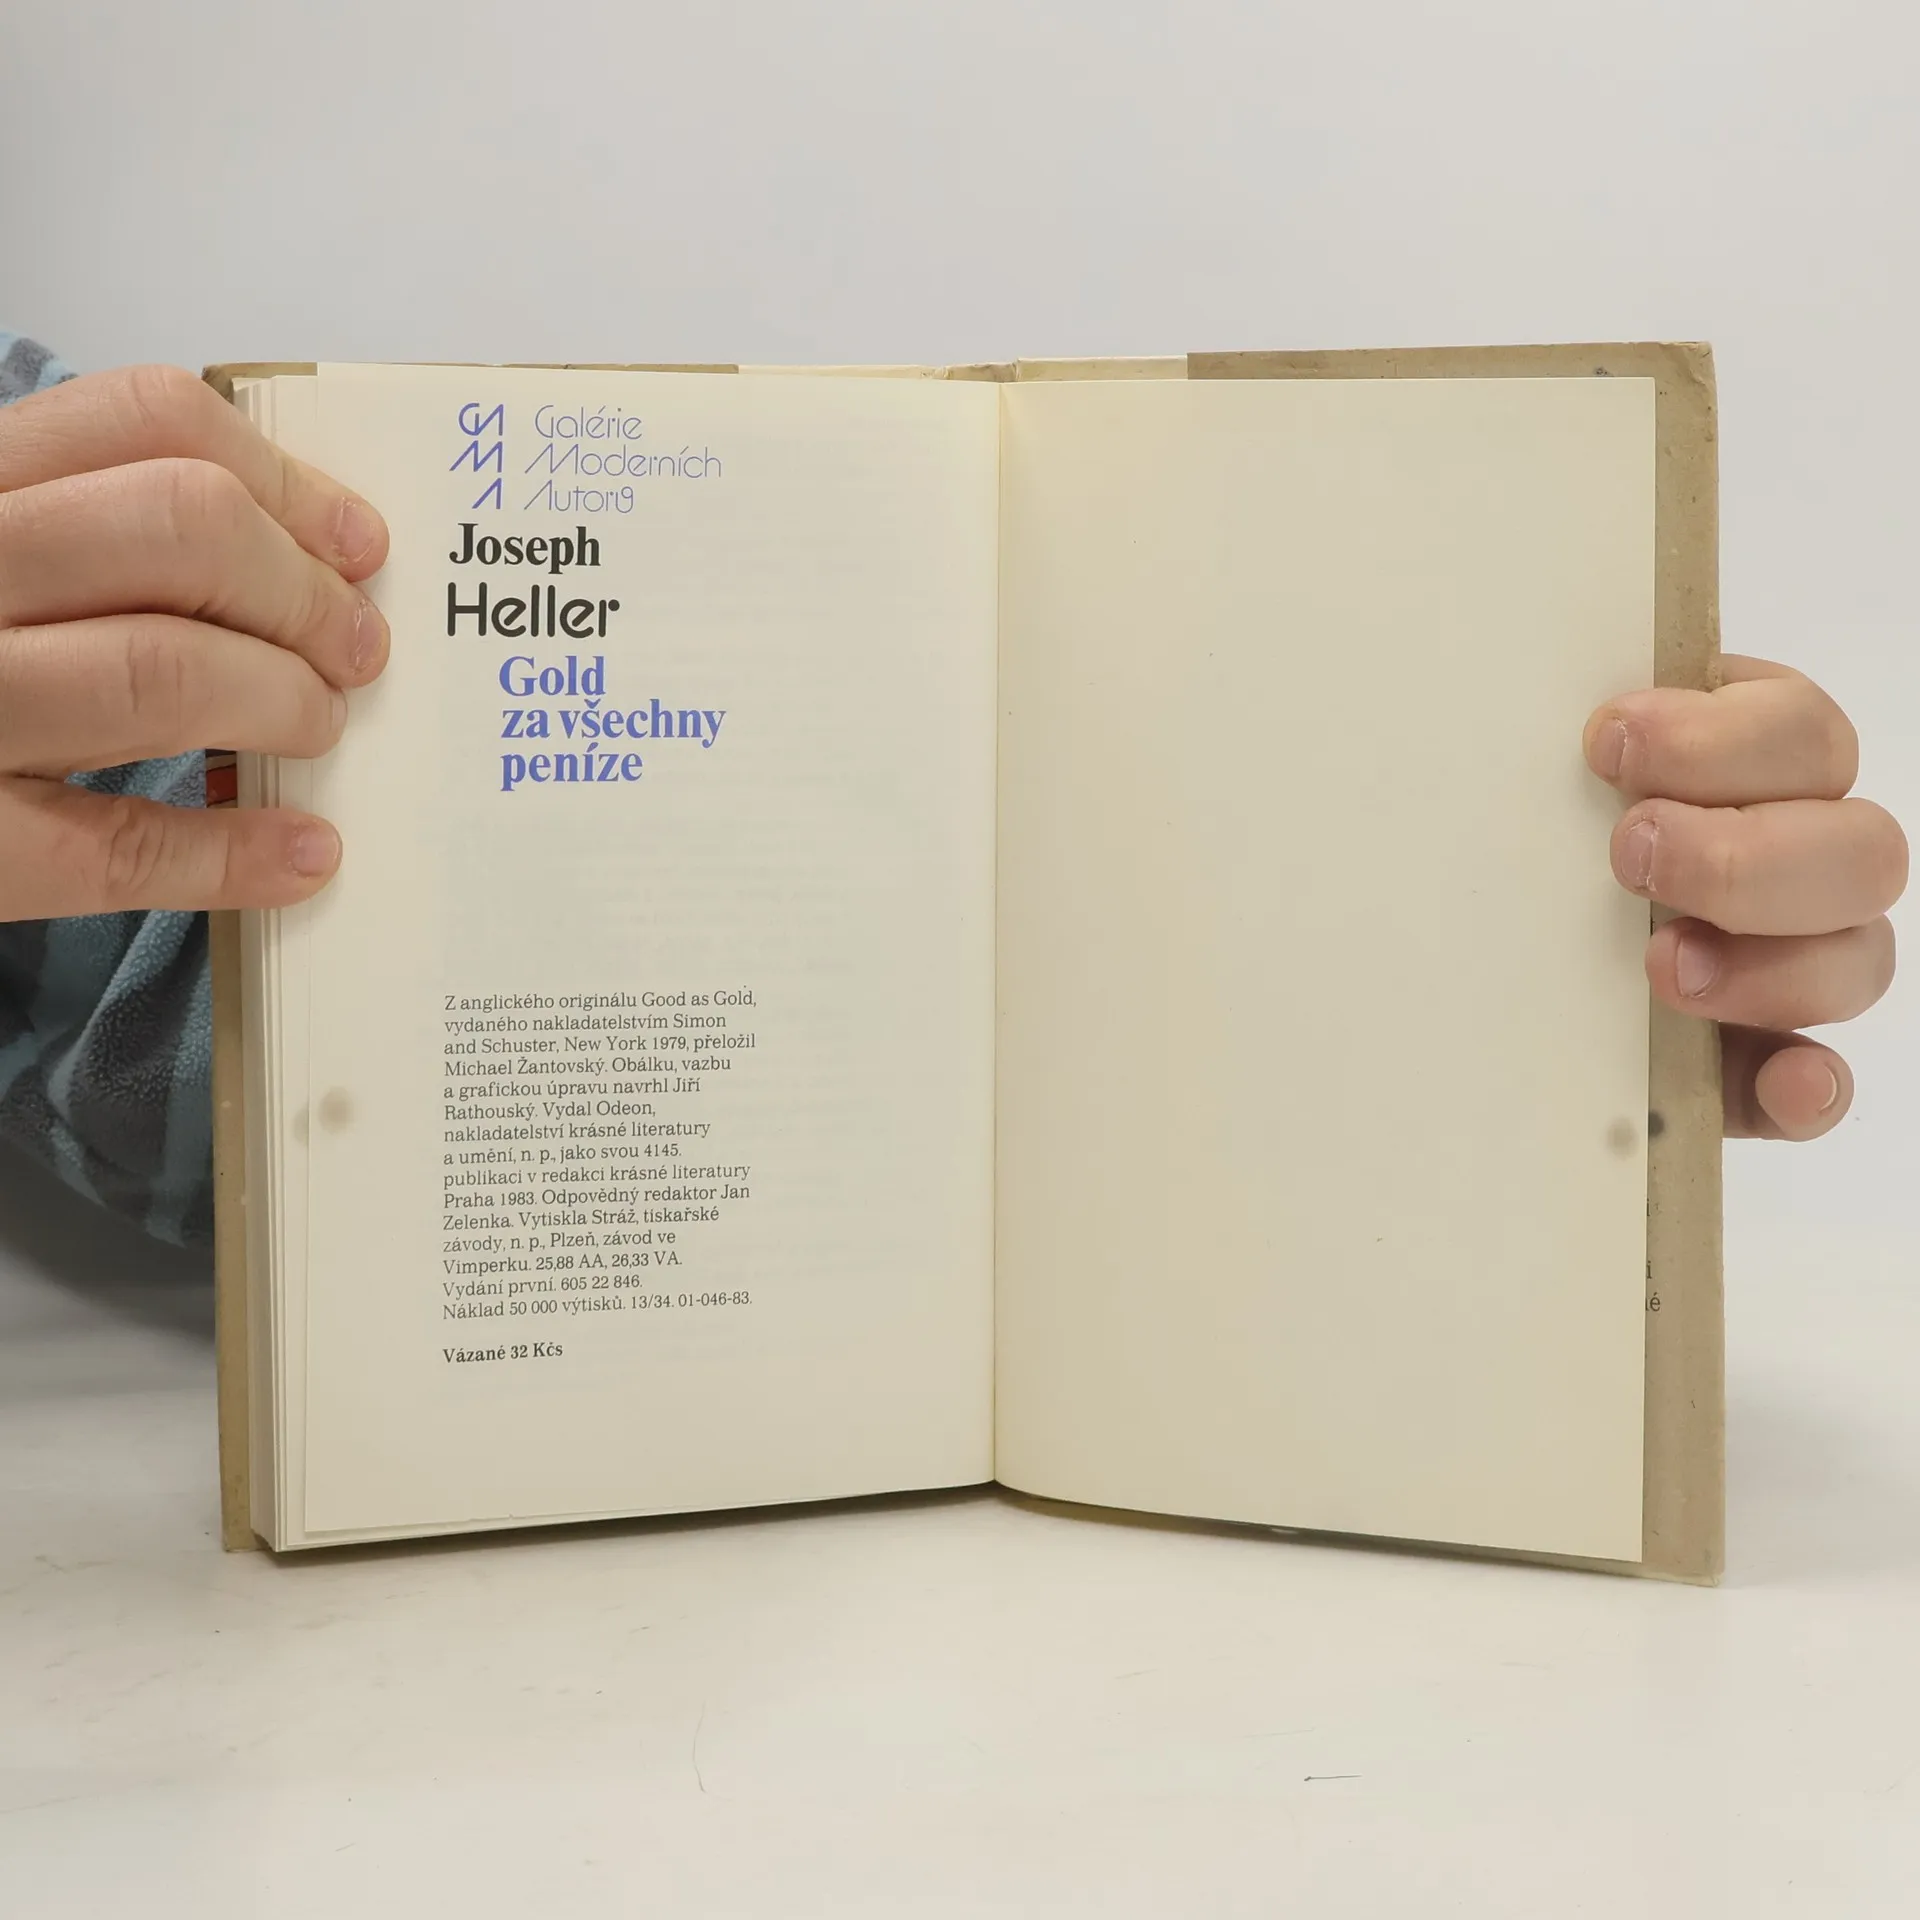 GMA Galérie
Moderních
Autorů
Joseph
Heller
Gold
za všechny
peníze
Z anglického originálu Good as Gold,
vydaného nakladatelstvím Simon
and Schuster, New York 1979, přeložil
Michael Žantovský. Obálku, vazbu
a grafickou úpravu navrhl Jiří
Rathouský. Vydal Odeon,
nakladatelství krásné literatury
a umění, n. p., jako svou 4145.
publikaci v redakci krásné literatury
Praha 1983. Odpovědný redaktor Jan
Zelenka. Vytiskla Stráž, tiskařské
závody, n. p., Plzeň, závod ve
Vimperku. 25,88 AA, 26,33 VA.
Vydání první. 605 22 846.
Náklad 50 000 výtisků. 13/34. 01-046-83.
Vázané 32 Kčs